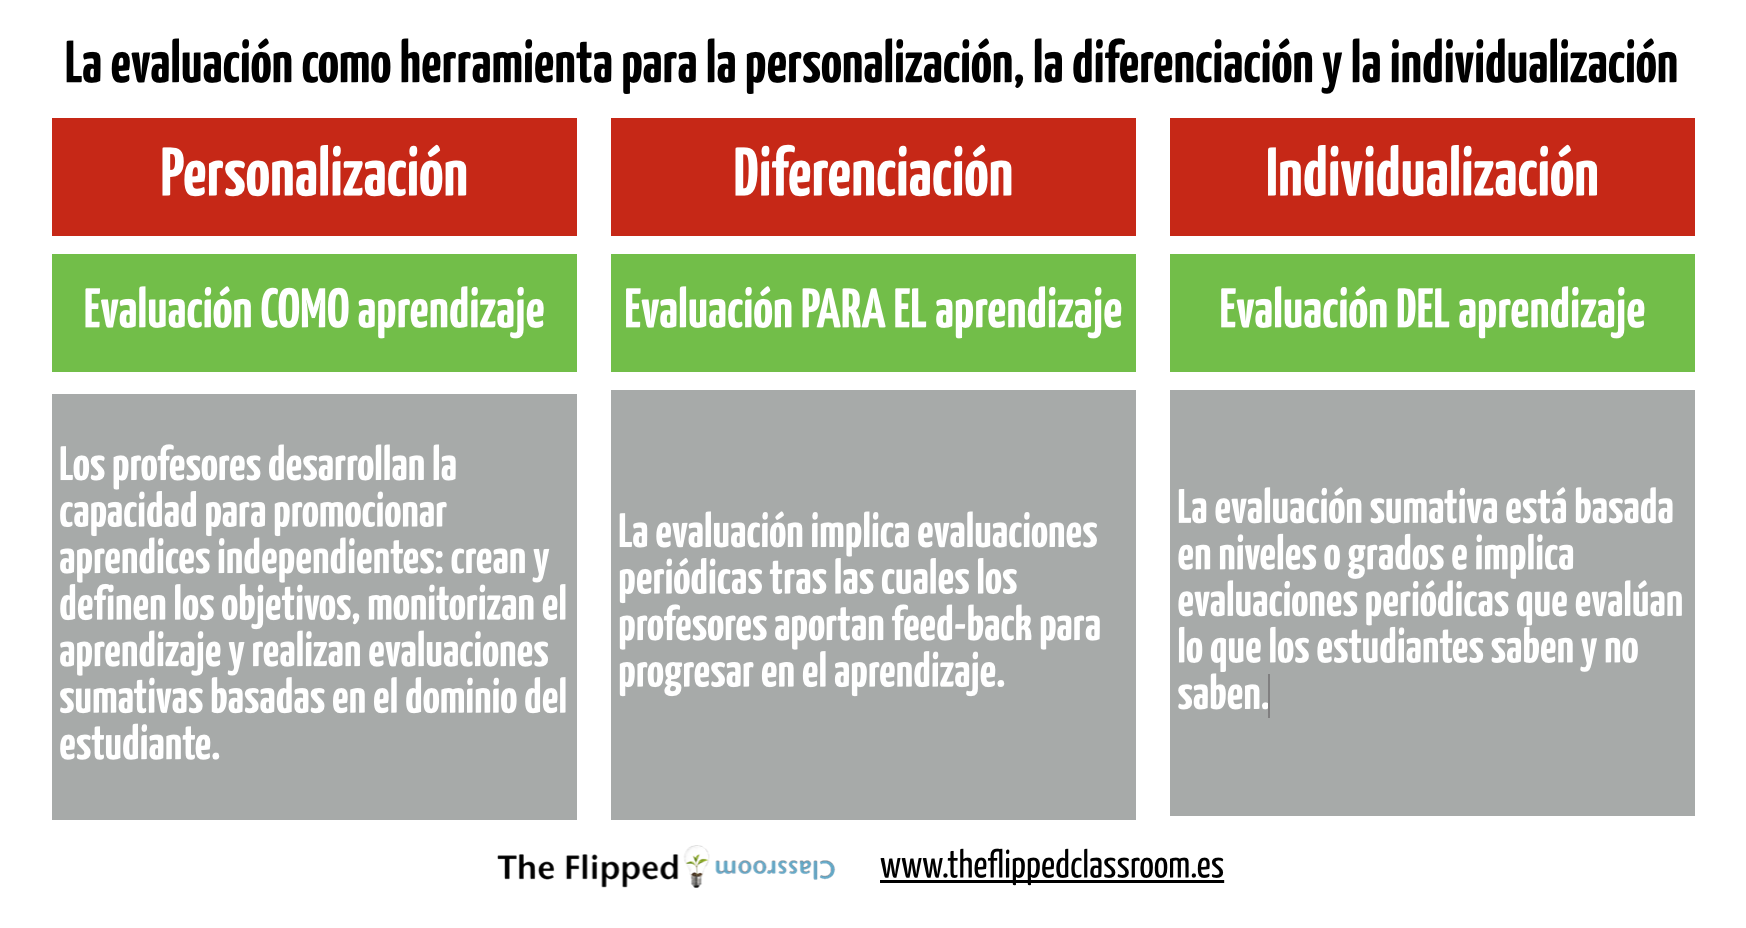 La evaluación como herramienta para la personalización, la diferenciación y la individualización
Personalización
Evaluación COMO aprendizaje
Los profesores desarrollan la
capacidad para promocionar
aprendices independientes: crean y
definen los objetivos, monitorizan el
aprendizaje y realizan evaluaciones
sumativas basadas en el dominio del
estudiante.
Diferenciación
Evaluación PARA EL aprendizaje
La evaluación implica evaluaciones
periódicas tras las cuales los
profesores aportan feed-back para
progresar en el aprendizaje.
Individualización
Evaluación DEL aprendizaje
La evaluación sumativa está basada
en niveles o grados e implica
evaluaciones periódicas que evalúan
lo que los estudiantes saben y no
saben.
The Flipped Classroom
www.theflippedclassroom.es